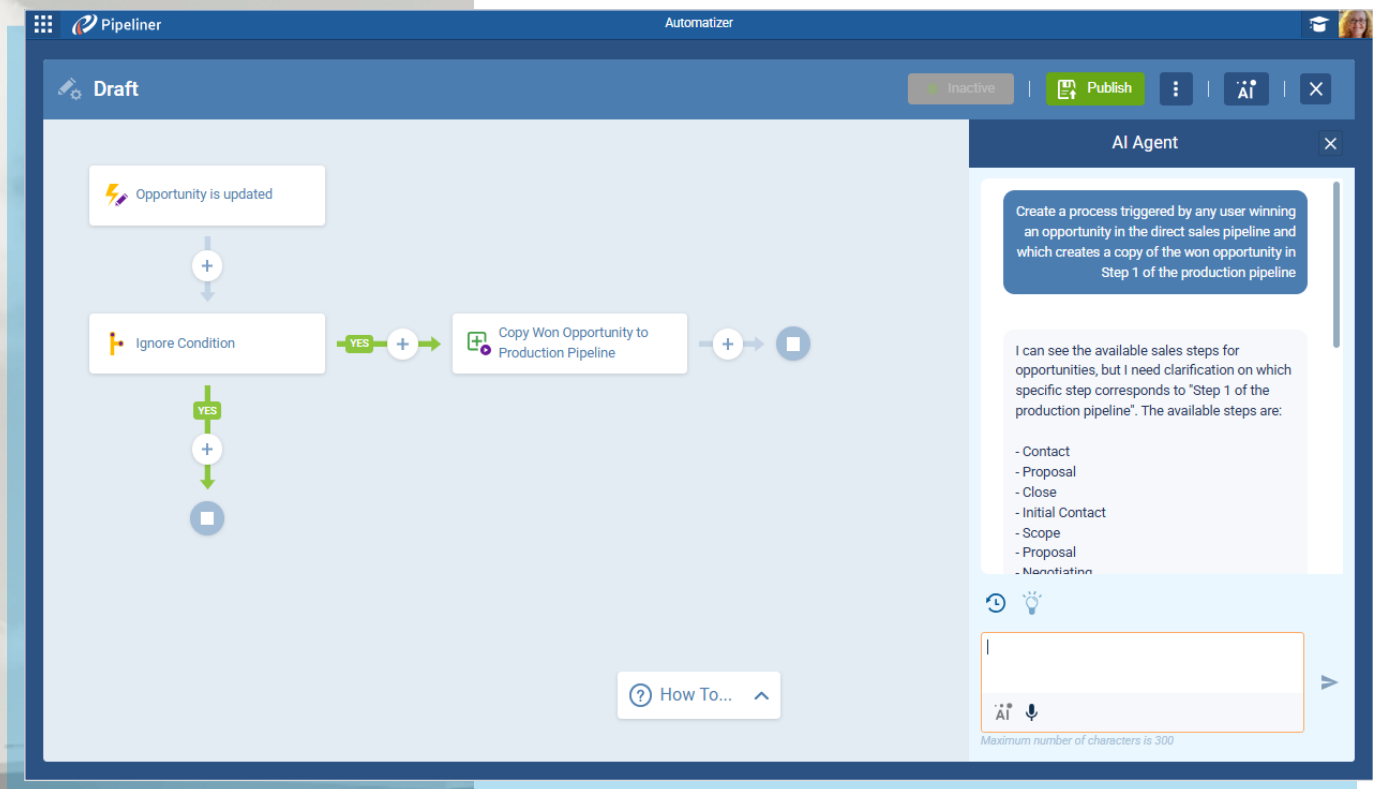 Pipeliner
Automatizer
Draft
Inactive
Publish
AI
AI Agent
Opportunity is updated
Create a process triggered by any user winning
an opportunity in the direct sales pipeline and
which creates a copy of the won opportunity in
Step 1 of the production pipeline
Ignore Condition
YES
Copy Won Opportunity to
Production Pipeline
YES
I can see the available sales steps for
opportunities, but I need clarification on which
specific step corresponds to "Step 1 of the
production pipeline". The available steps are:
- Contact
- Proposal
- Close
- Initial Contact
- Scope
- Proposal
- Negotiating
How To...
AI
Maximum number of characters is 300